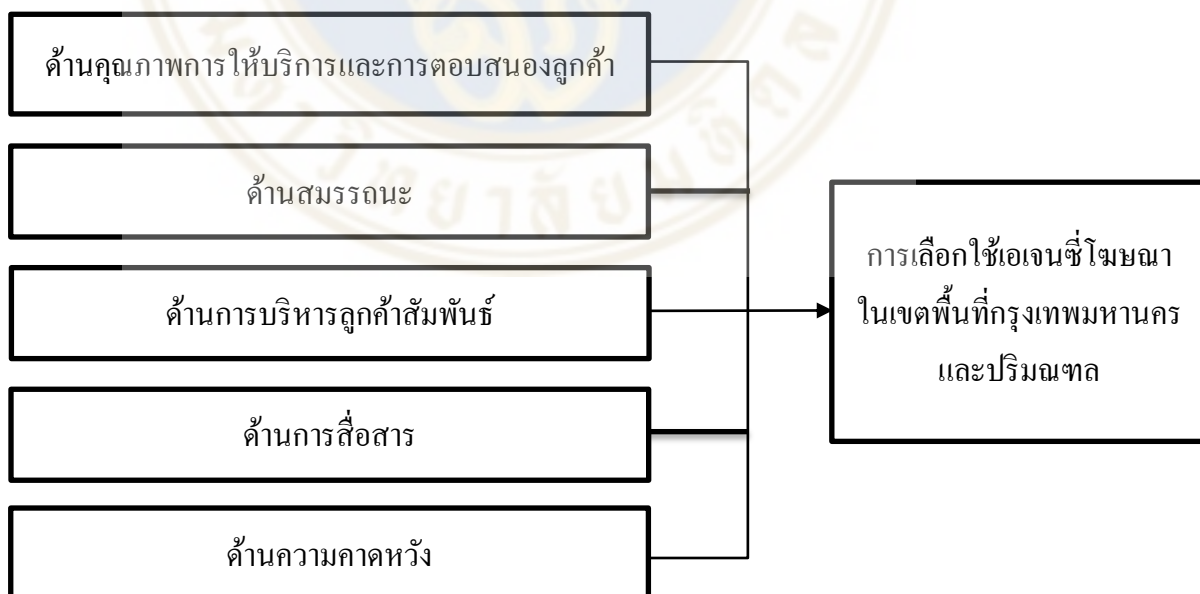 ด้านคุณภาพการให้บริการและการตอบสนองลูกค้า
ด้านสมรรถนะ
ด้านการบริหารลูกค้าสัมพันธ์
ด้านการสื่อสาร
ด้านความคาดหวัง
การเลือกใช้เอเจนซี่โฆษณา
ในเขตพื้นที่กรุงเทพมหานคร
และปริมณฑล